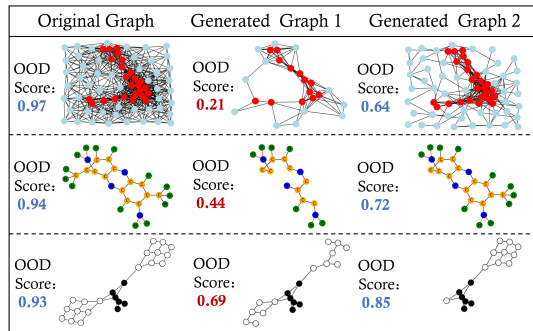 Original Graph Generated Graph 1 Generated Graph 2
OOD
Score:
0.97
OOD
Score:
0.21
OOD
Score:
0.64
OOD
Score:
0.94
OOD
Score:
0.44
OOD
Score:
0.72
OOD
Score:
0.93
OOD
Score:
0.69
OOD
Score:
0.85